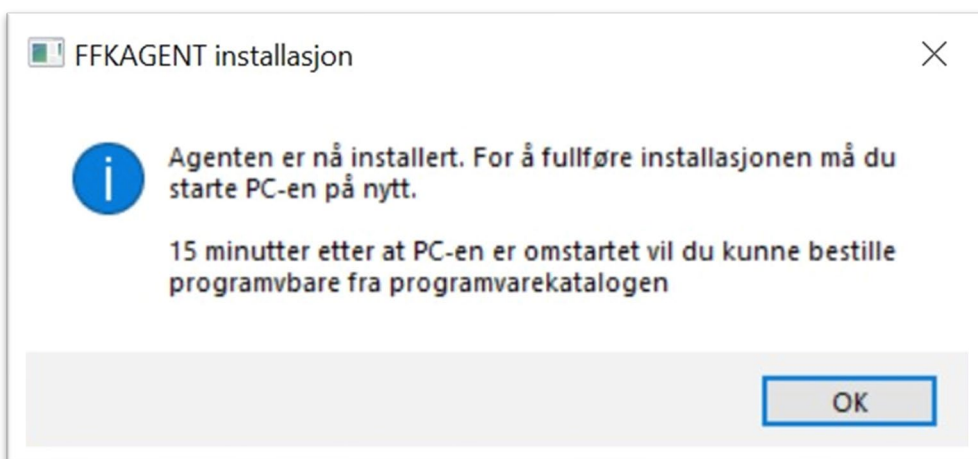 FFKAGENT installasjon
Agenten er nå installert. For å fullføre installasjonen må du
starte PC-en på nytt.
15 minutter etter at PC-en er omstartet vil du kunne bestille
programvbare fra programvarekatalogen
OK